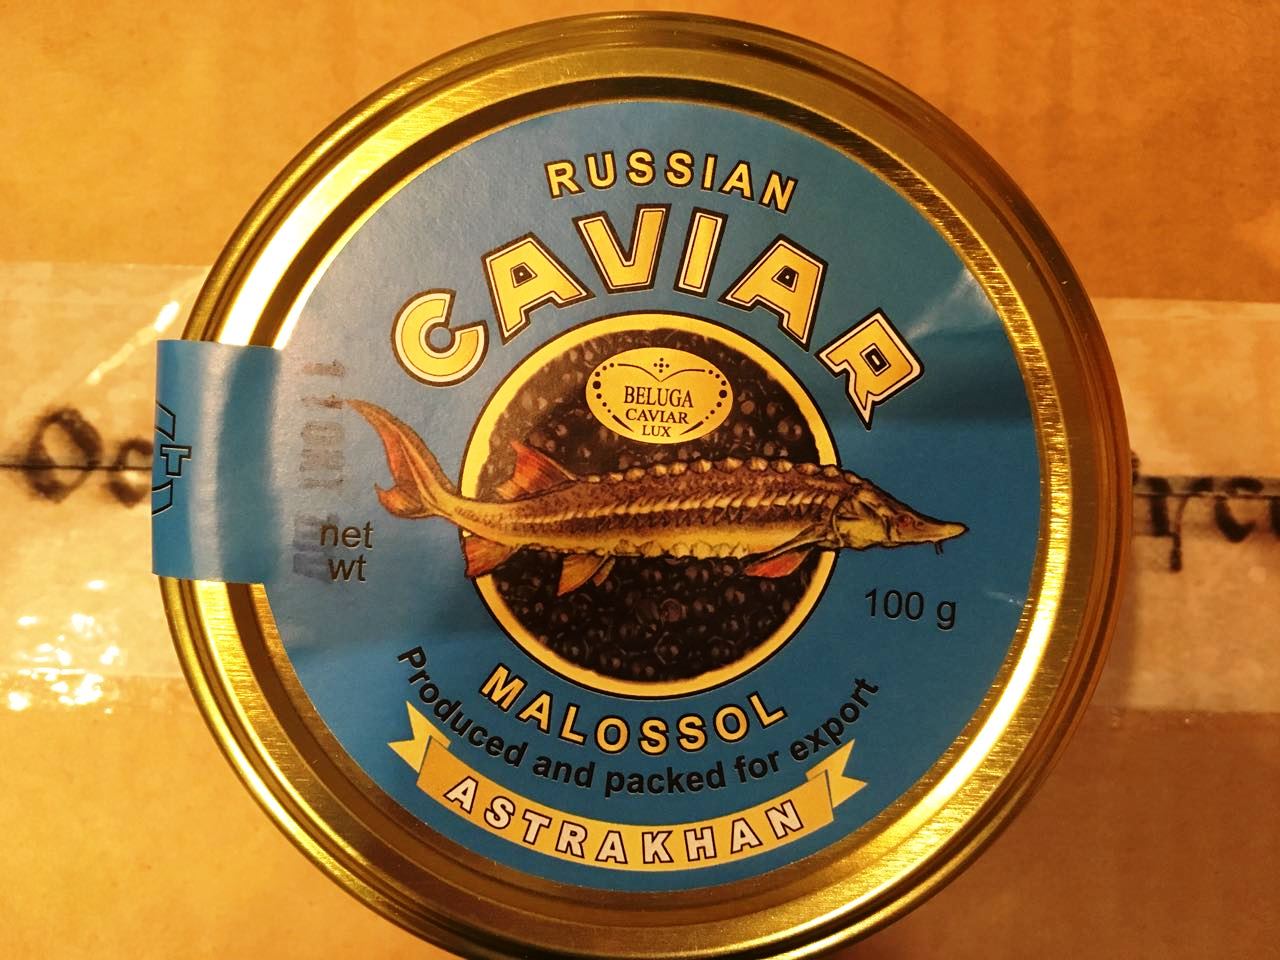 RUSSIAN
CAVIAR
BELUGA
CAVIAR
LUX
net
wt
100 g
MALOSSOL
Produced and packed for export
ASTRAKHAN